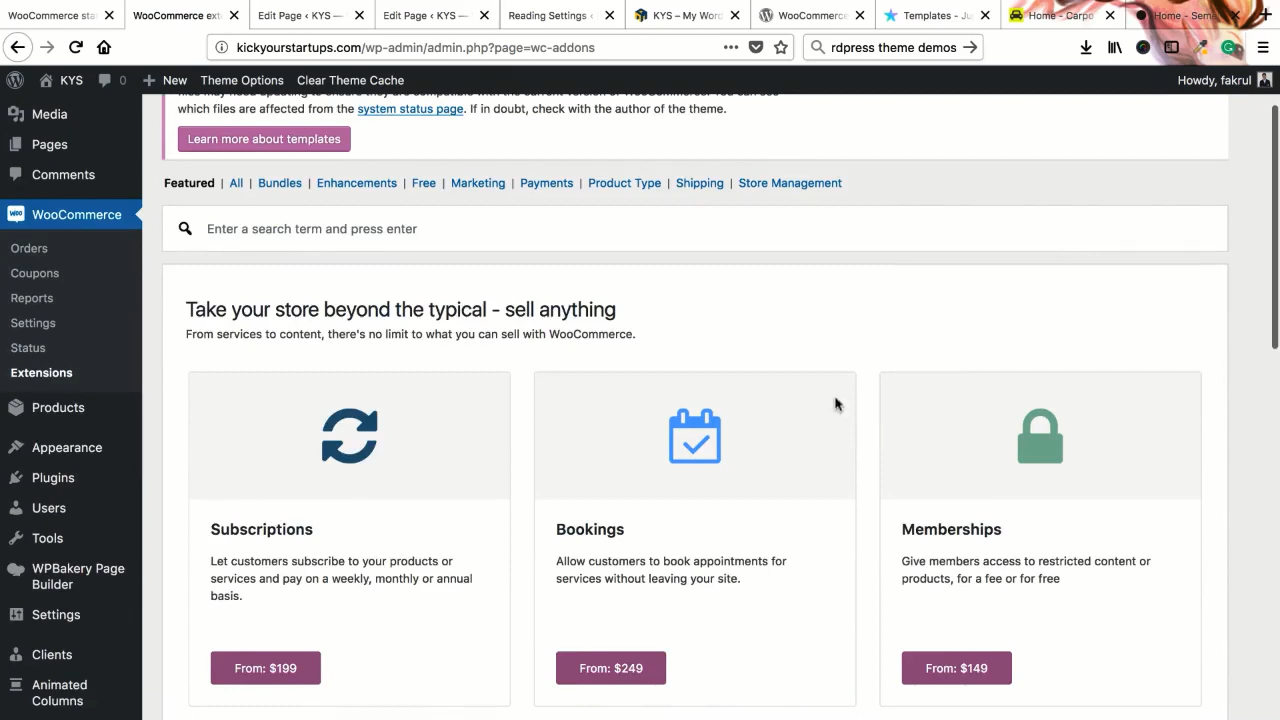 WooCommerce sta
WooCommerce ext
Edit Page ‹ KYS —
Edit Page ‹ KYS —
Reading Settings ‹
KYS – My Word
WooCommerce
Templates - Ju
Home - Carpo
Home - Seme
kickyourstartups.com/wp-admin/admin.php?page=wc-addons
rdpress theme demos
KYS 0 New Theme Options Clear Theme Cache Howdy, fakrul
which files are affected from the system status page. If in doubt, check with the author of the theme.
Learn more about templates
Featured | All | Bundles | Enhancements | Free | Marketing | Payments | Product Type | Shipping | Store Management
Enter a search term and press enter
Media
Pages
Comments
WooCommerce
Orders
Coupons
Reports
Settings
Status
Extensions
Products
Appearance
Plugins
Users
Tools
WPBakery Page
Builder
Settings
Clients
Animated
Columns
Take your store beyond the typical - sell anything
From services to content, there's no limit to what you can sell with WooCommerce.
Subscriptions
Let customers subscribe to your products or
services and pay on a weekly, monthly or annual
basis.
From: $199
Bookings
Allow customers to book appointments for
services without leaving your site.
From: $249
Memberships
Give members access to restricted content or
products, for a fee or for free
From: $149